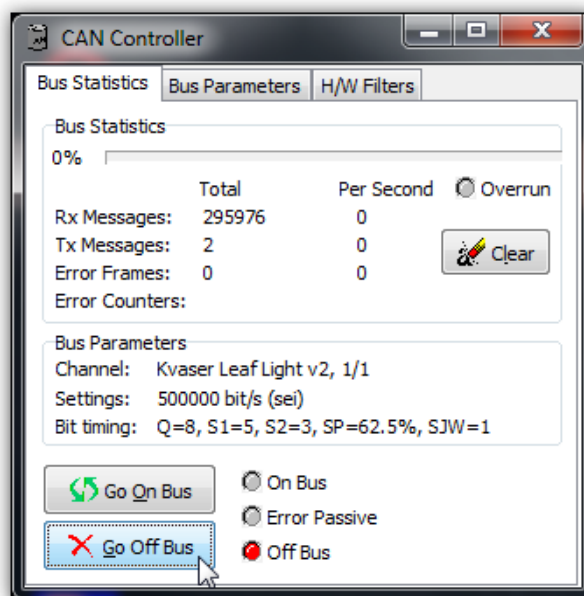 CAN Controller
Bus Statistics Bus Parameters H/W Filters
Bus Statistics
0%
Total Per Second Overrun
Rx Messages: 295976 0
Tx Messages: 2 0
Clear
Error Frames: 0 0
Error Counters:
Bus Parameters
Channel: Kvaser Leaf Light v2, 1/1
Settings: 500000 bit/s (sei)
Bit timing: Q=8, S1=5, S2=3, SP=62.5%, SJW=1
Go On Bus On Bus
Error Passive
Go Off Bus Off Bus